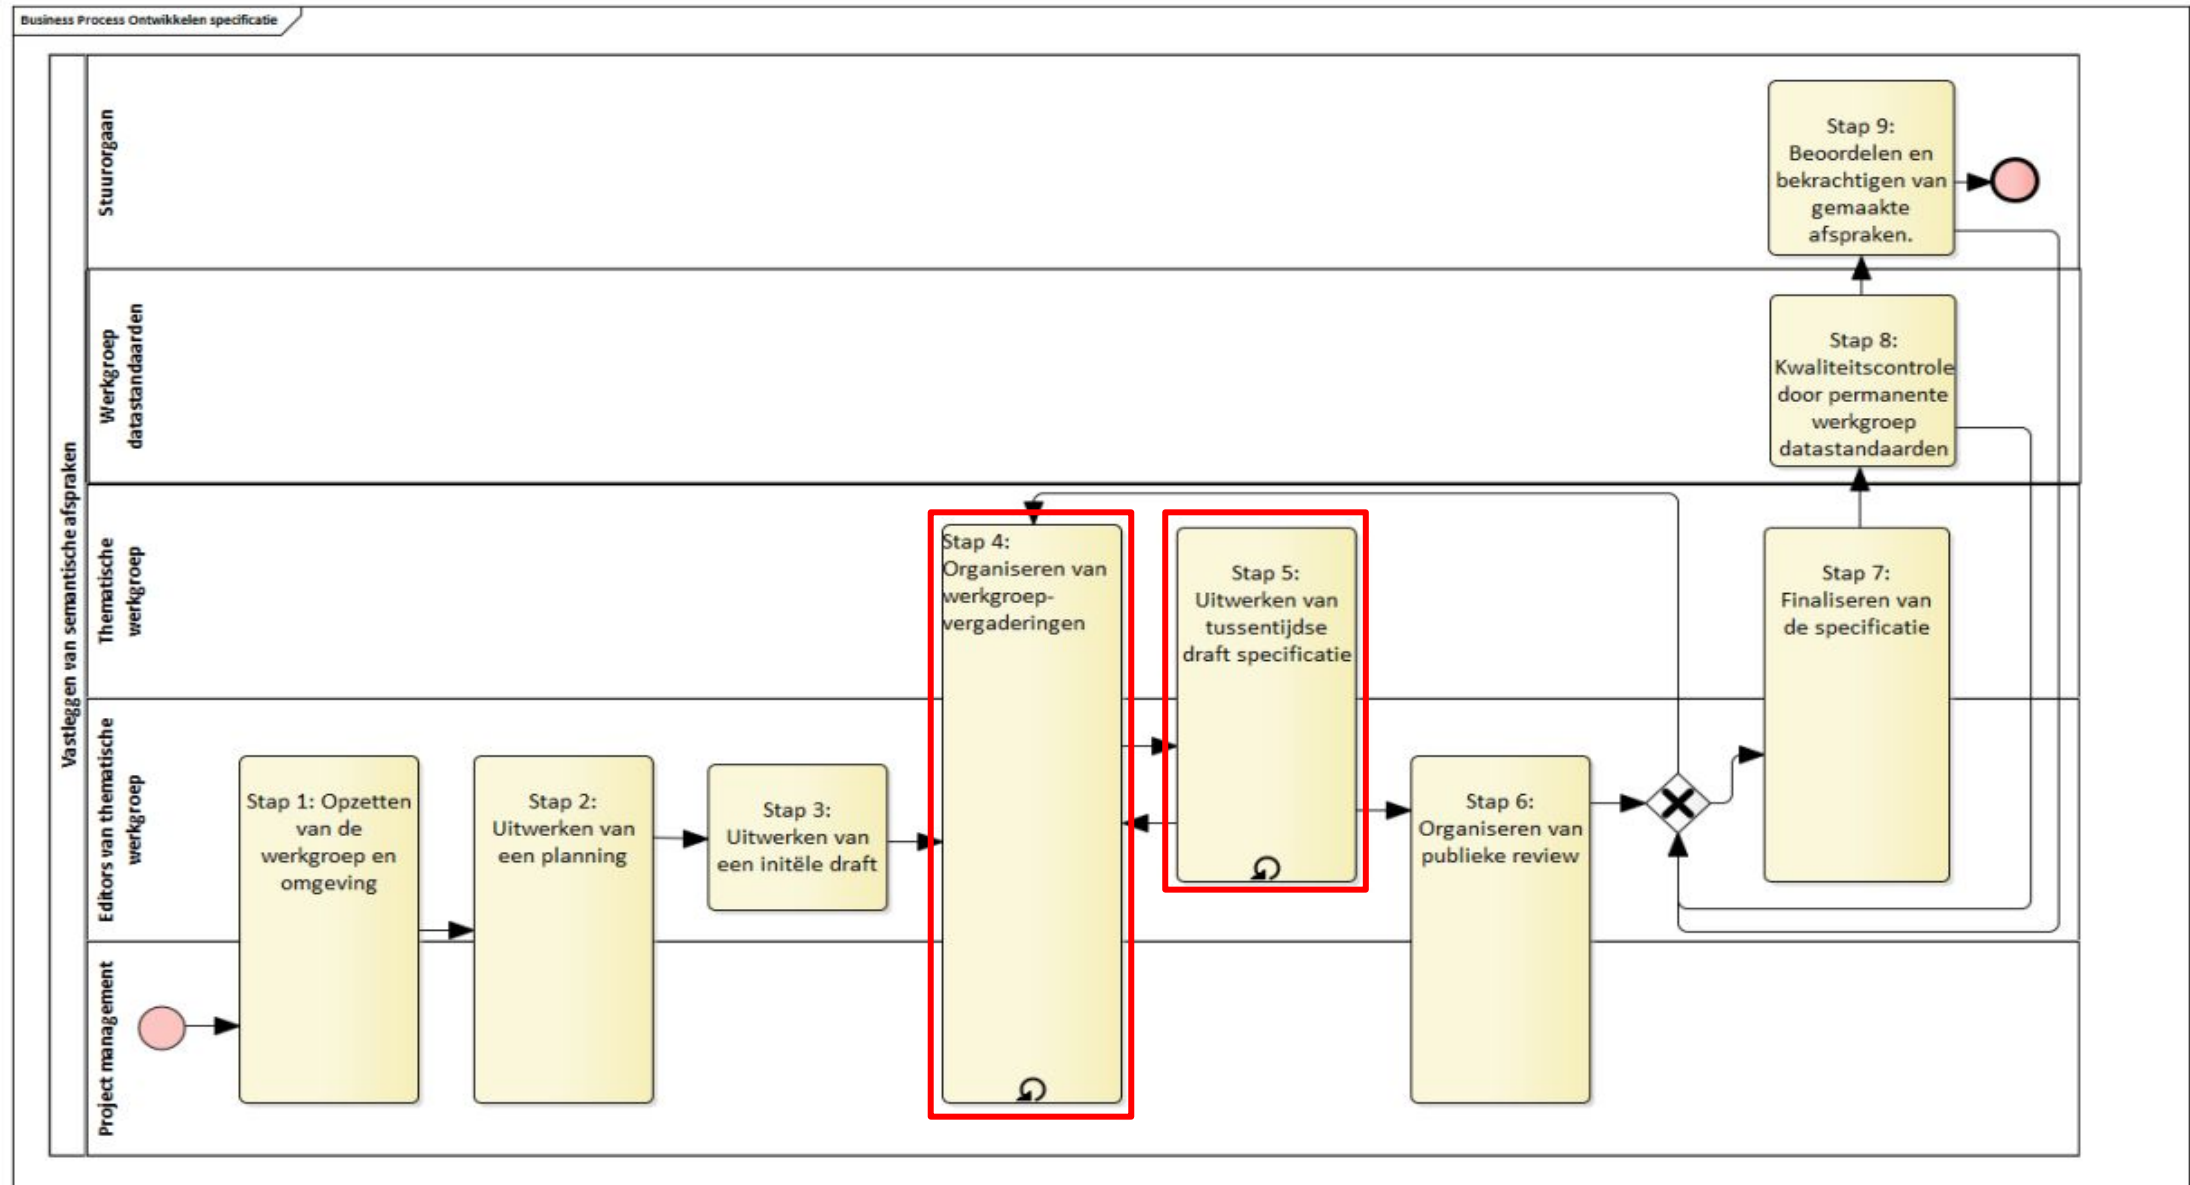 Business Process Ontwikkelen specificatie
Vastleggen van semantische afspraken
Stuurorgaan
Werkgroep
datastandaarden
Thematische
werkgroep
Editors van thematische
werkgroep
Project management
Stap 1: Opzetten
van de
werkgroep en
omgeving
Stap 2:
Uitwerken van
een planning
Stap 3:
Uitwerken van
een initële draft
Stap 4:
Organiseren van
werkgroep-
vergaderingen
Stap 5:
Uitwerken van
tussentijdse
draft specificatie
Stap 6:
Organiseren van
publieke review
Stap 7:
Finaliseren van
de specificatie
Stap 8:
Kwaliteitscontrole
door permanente
werkgroep
datastandaarden
Stap 9:
Beoordelen en
bekrachtigen van
gemaakte
afspraken.